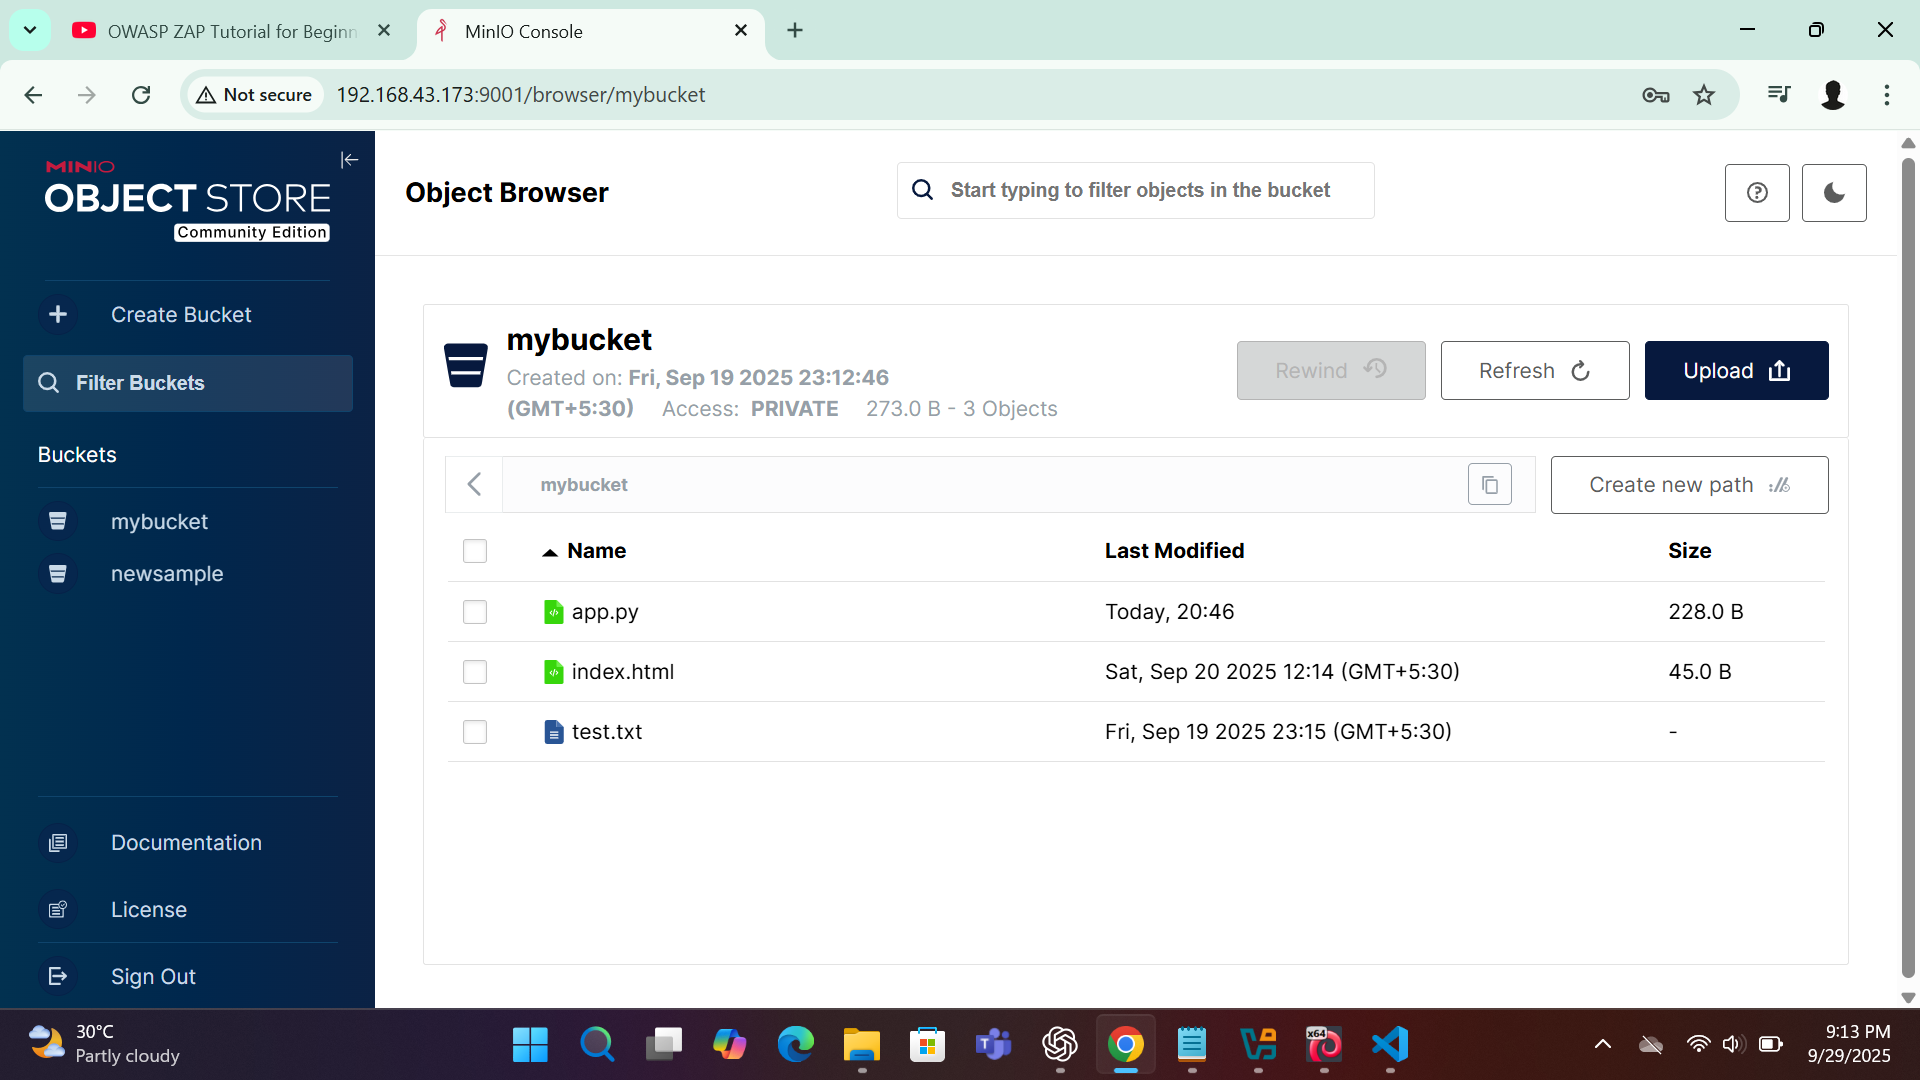 OWASP ZAP Tutorial for Beginn
MinIO Console
Not secure
192.168.43.173:9001/browser/mybucket
MINIO
OBJECT STORE
Community Edition
Create Bucket
Filter Buckets
Buckets
mybucket
newsample
Documentation
License
Sign Out
Object Browser
Start typing to filter objects in the bucket
mybucket
Created on: Fri, Sep 19 2025 23:12:46
(GMT+5:30) Access: PRIVATE 273.0 B - 3 Objects
Rewind
Refresh
Upload
mybucket
Create new path
Name Last Modified Size
app.py Today, 20:46 228.0 B
index.html Sat, Sep 20 2025 12:14 (GMT+5:30) 45.0 B
test.txt Fri, Sep 19 2025 23:15 (GMT+5:30) -
30°C
Partly cloudy
x64
9:13 PM
9/29/2025